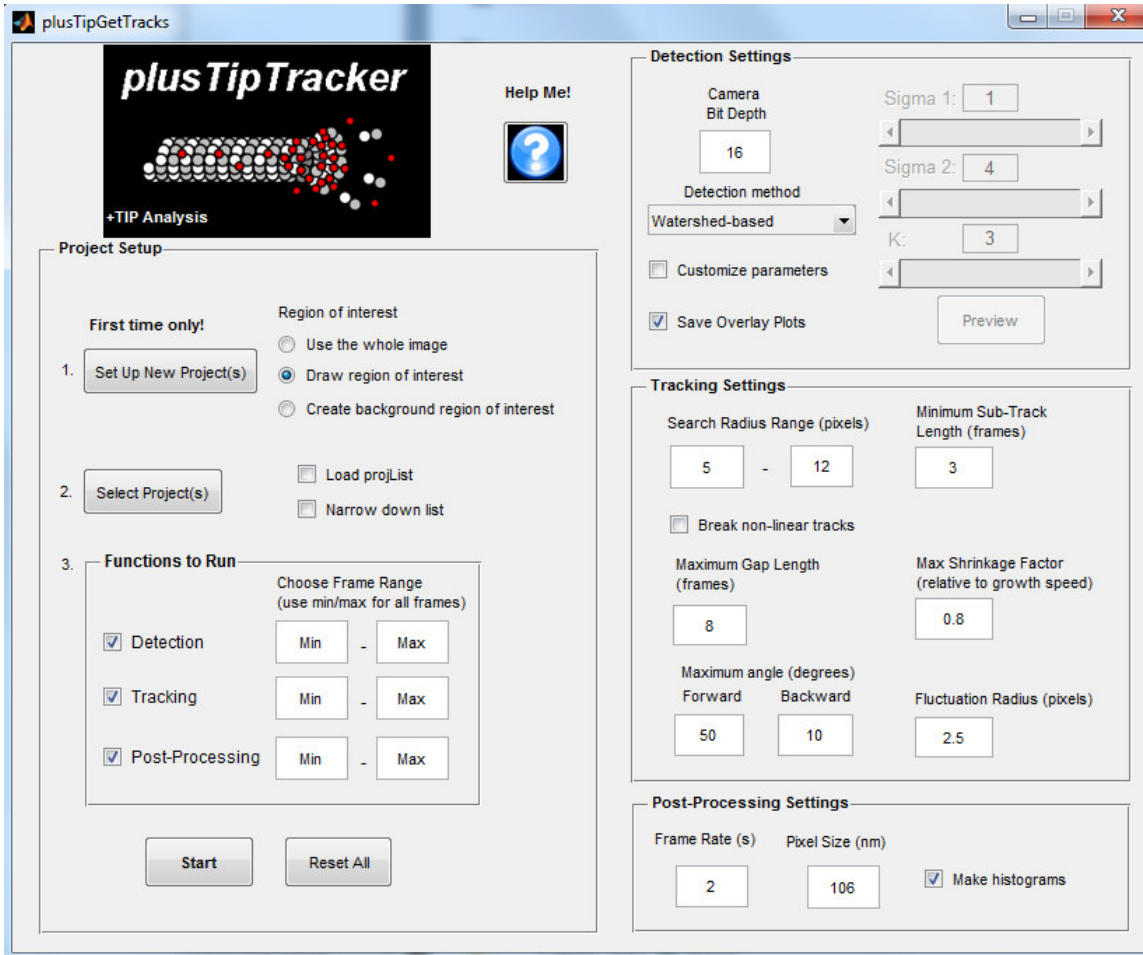 plusTipGetTracks
plusTipTracker
+TIP Analysis
Help Me!
Project Setup
First time only!
Region of interest
1.
Set Up New Project(s)
Use the whole image
Draw region of interest
Create background region of interest
2.
Select Project(s)
Load projList
Narrow down list
3.
Functions to Run
Choose Frame Range
(use min/max for all frames)
Detection
Min - Max
Tracking
Min - Max
Post-Processing
Min - Max
Start
Reset All
Detection Settings
Camera
Bit Depth
16
Detection method
Watershed-based
Customize parameters
Save Overlay Plots
Sigma 1: 1
Sigma 2: 4
K: 3
Preview
Tracking Settings
Search Radius Range (pixels)
5 - 12
Minimum Sub-Track
Length (frames)
3
Break non-linear tracks
Maximum Gap Length
(frames)
8
Max Shrinkage Factor
(relative to growth speed)
0.8
Maximum angle (degrees)
Forward Backward
50 10
Fluctuation Radius (pixels)
2.5
Post-Processing Settings
Frame Rate (s)
2
Pixel Size (nm)
106
Make histograms